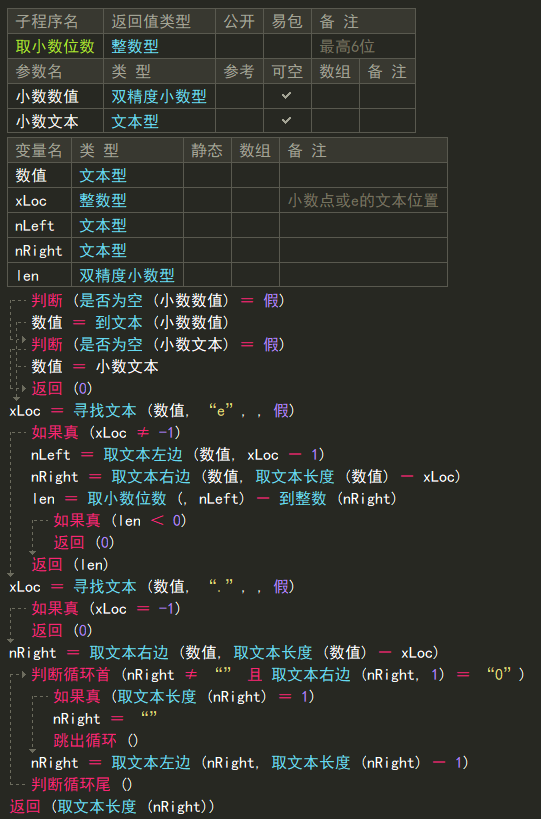 子程序名 返回值类型 公开 易包 备 注
取小数位数 整数型 最高6位
参数名 类 型 参考 可空 数组 备 注
小数数值 双精度小数型 ✓
小数文本 文本型 ✓
变量名 类 型 静态 数组 备 注
数值 文本型
xLoc 整数型 小数点或e的文本位置
nLeft 文本型
nRight 文本型
len 双精度小数型
判断 (是否为空 (小数数值) ＝ 假)
数值 ＝ 到文本 (小数数值)
判断 (是否为空 (小数文本) ＝ 假)
数值 ＝ 小数文本
返回 (0)
xLoc ＝ 寻找文本 (数值, “e”, , 假)
如果真 (xLoc ≠ -1)
nLeft ＝ 取文本左边 (数值, xLoc － 1)
nRight ＝ 取文本右边 (数值, 取文本长度 (数值) － xLoc)
len ＝ 取小数位数 (, nLeft) － 到整数 (nRight)
如果真 (len ＜ 0)
返回 (0)
返回 (len)
xLoc ＝ 寻找文本 (数值, “.”, , 假)
如果真 (xLoc ＝ -1)
返回 (0)
nRight ＝ 取文本右边 (数值, 取文本长度 (数值) － xLoc)
判断循环首 (nRight ≠ “” 且 取文本右边 (nRight, 1) ＝ “0”)
如果真 (取文本长度 (nRight) ＝ 1)
nRight ＝ “”
跳出循环 ()
nRight ＝ 取文本左边 (nRight, 取文本长度 (nRight) － 1)
判断循环尾 ()
返回 (取文本长度 (nRight))